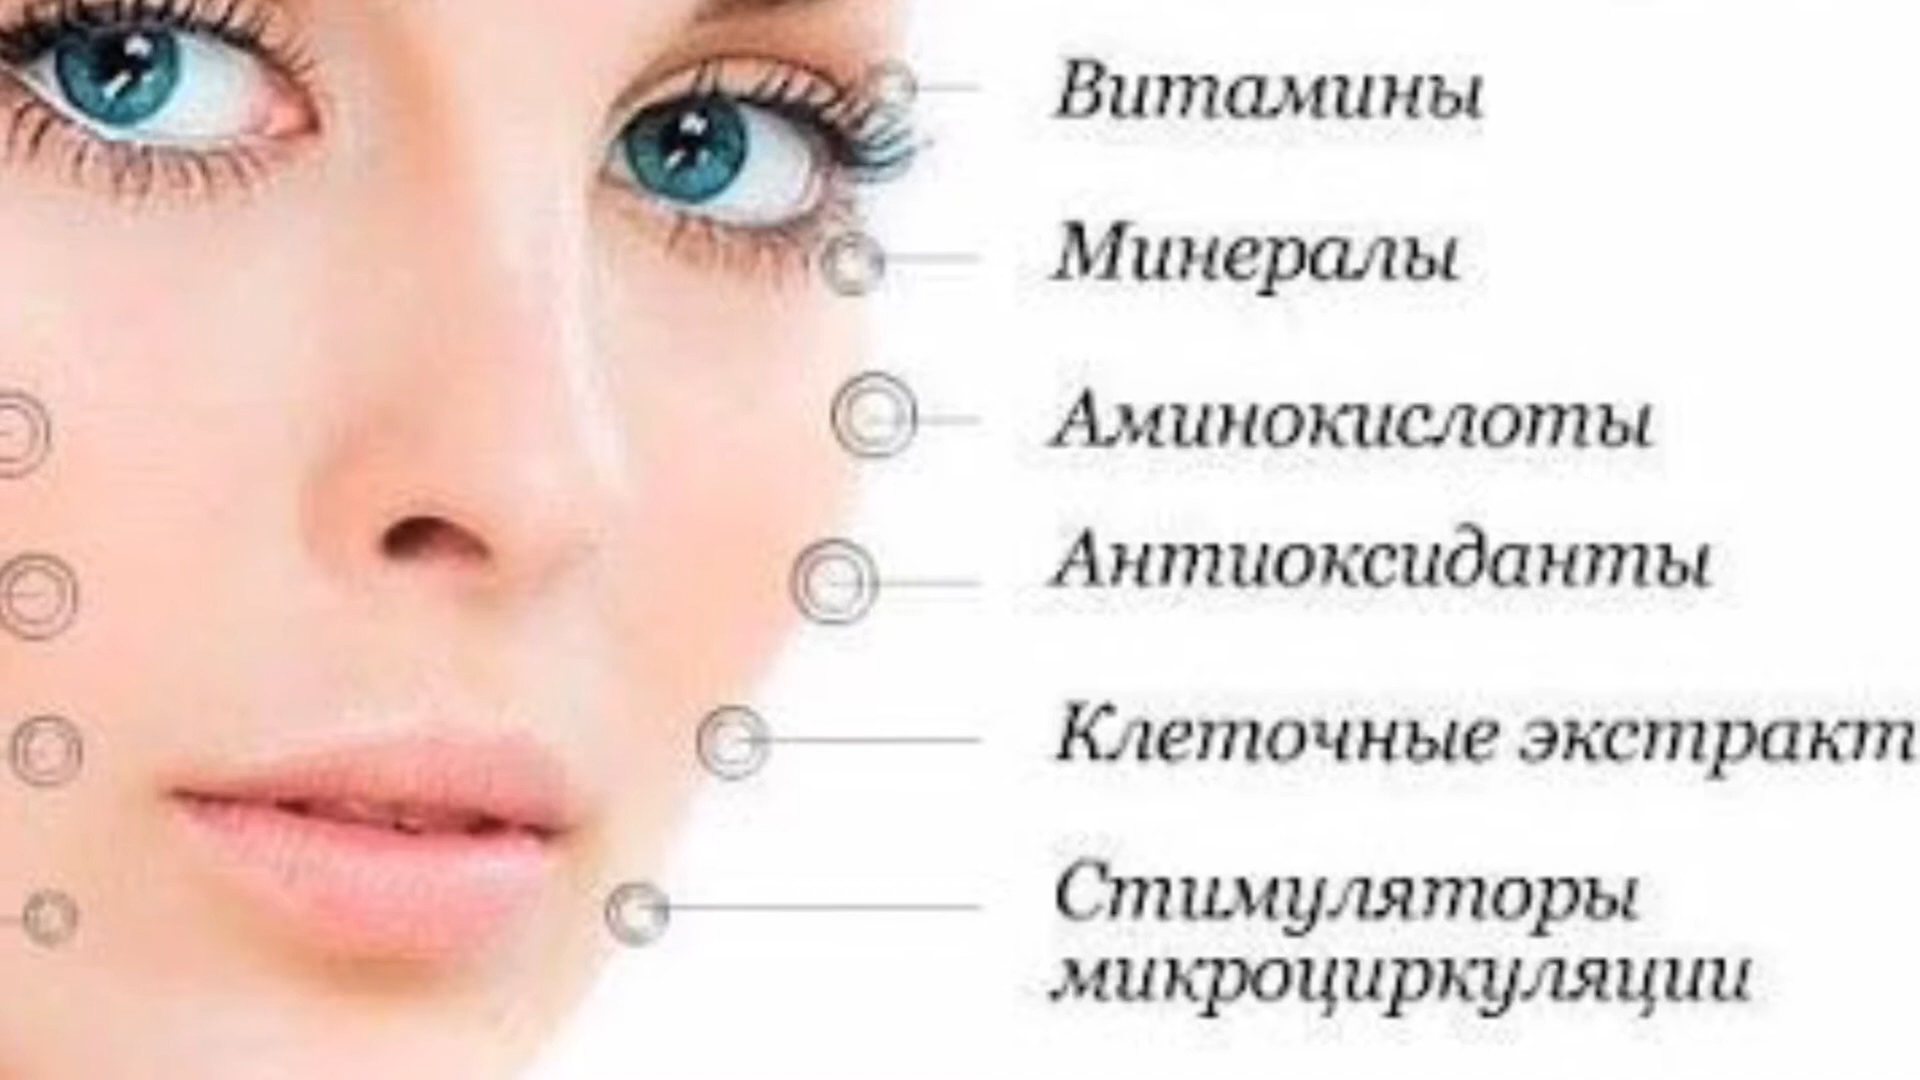 Витамины
Минералы
Аминокислоты
Антиоксиданты
Клеточные экстракт
Стимуляторы
микроциркуляции